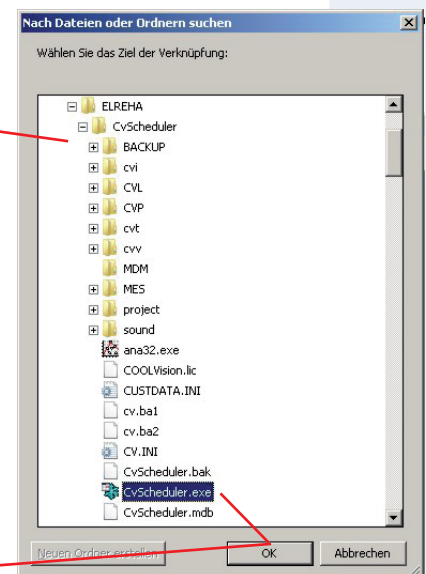 Nach Dateien oder Ordnern suchen
Wählen Sie das Ziel der Verknüpfung:
ELREHA
CvScheduler
BACKUP
cvi
CVL
CVP
cvt
cvv
MDM
MES
project
sound
ana32.exe
COOLVision.lic
CUSTDATA.INI
cv.ba1
cv.ba2
CV.INI
CvScheduler.bak
CvScheduler.exe
CvScheduler.mdb
Neuen Ordner erstellen OK Abbrechen